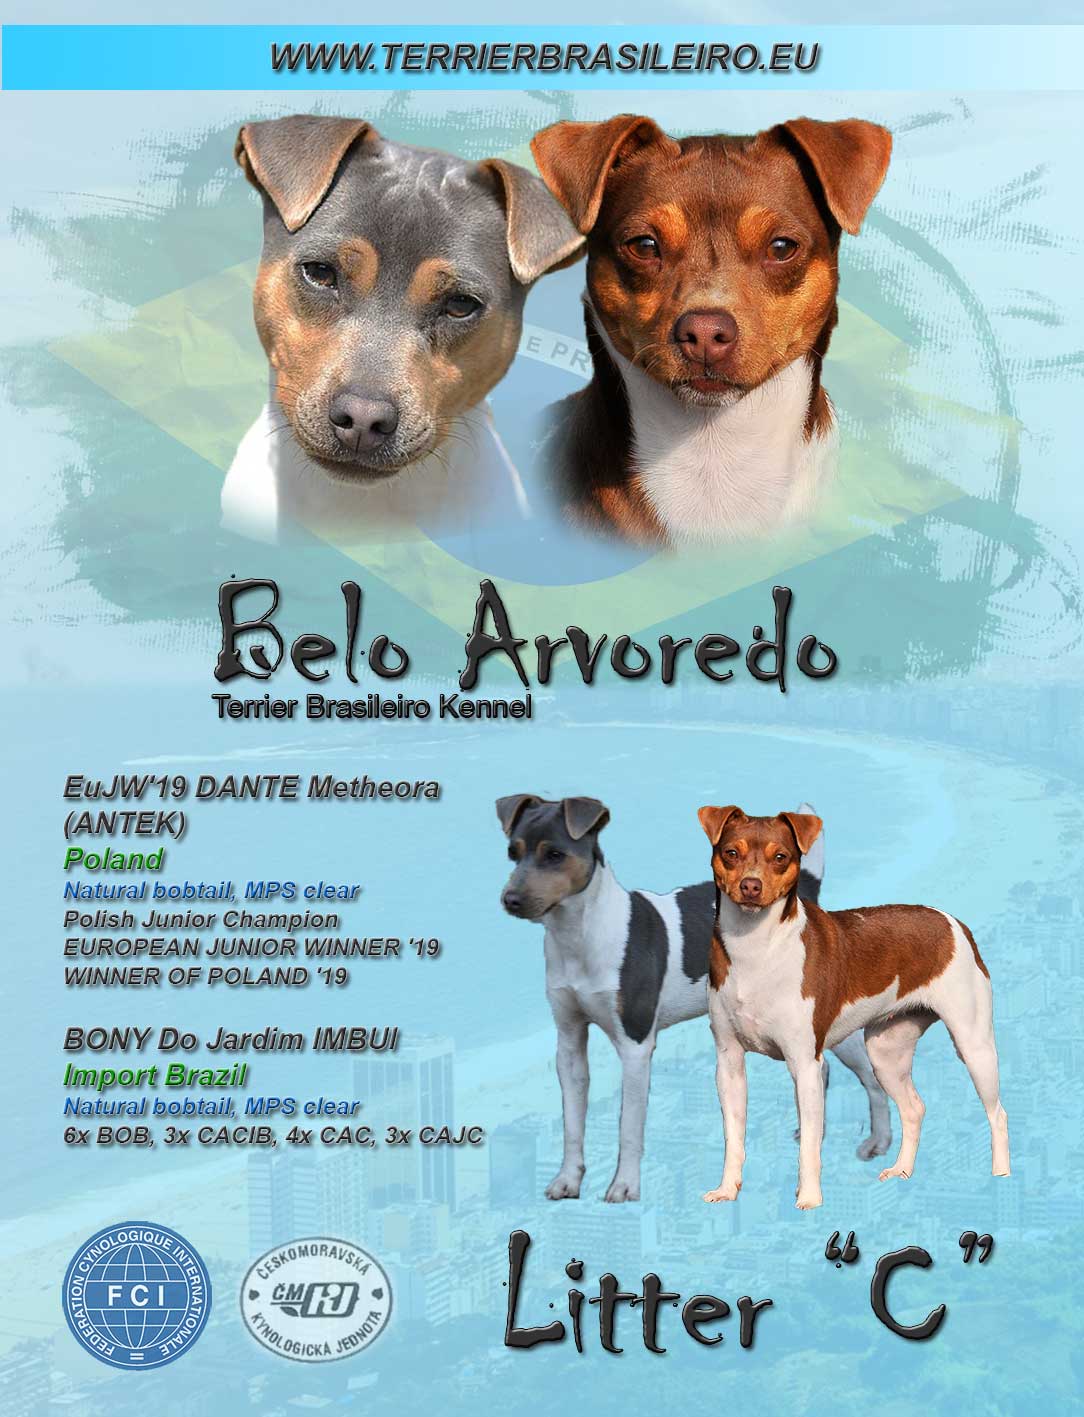 WWW.TERRIERBRASILEIRO.EU
E PR
Belo Arvoredo
Terrier Brasileiro Kennel
EuJW'19 DANTE Metheora
(ANTEK)
Poland
Natural bobtail, MPS clear
Polish Junior Champion
EUROPEAN JUNIOR WINNER '19
WINNER OF POLAND '19
BONY Do Jardim IMBUI
Import Brazil
Natural bobtail, MPS clear
6x BOB, 3x CACIB, 4x CAC, 3x CAJC
FEDERATION CYNOLOGIQUE INTERNATIONALE
FCI
ČESKOMORAVSKÁ
ČMKJ
KYNOLOGICKÁ JEDNOTA
Litter “C”